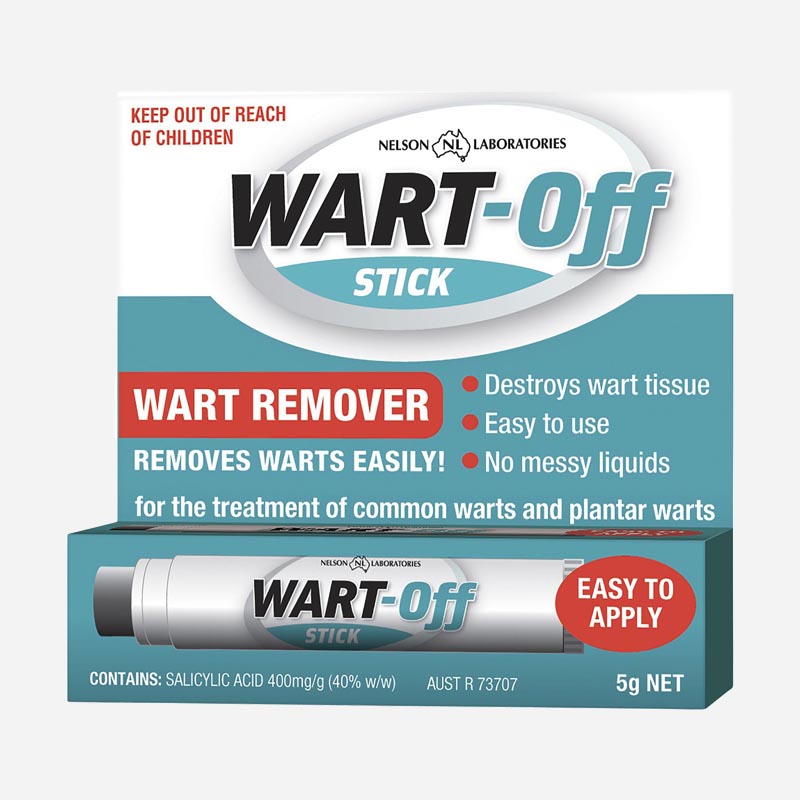 KEEP OUT OF REACH
OF CHILDREN
NELSON NL LABORATORIES
WART-Off
STICK
WART REMOVER
REMOVES WARTS EASILY!
Destroys wart tissue
Easy to use
No messy liquids
for the treatment of common warts and plantar warts
NELSON NL LABORATORIES
WART-Off
STICK
EASY TO
APPLY
CONTAINS: SALICYLIC ACID 400mg/g (40% w/w)
AUST R 73707
5g NET